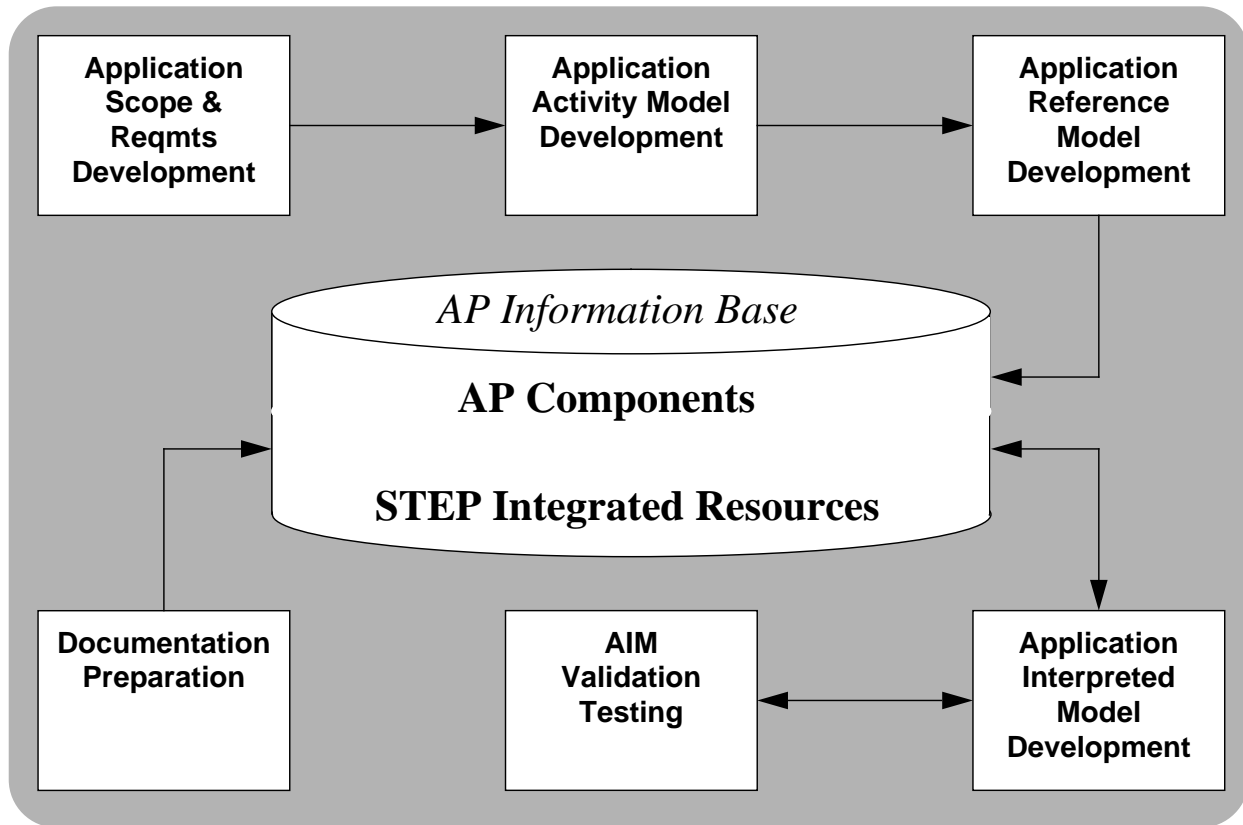 Application
Scope &
Reqmts
Development
Application
Activity Model
Development
Application
Reference
Model
Development
AP Information Base
AP Components
STEP Integrated Resources
Documentation
Preparation
AIM
Validation
Testing
Application
Interpreted
Model
Development